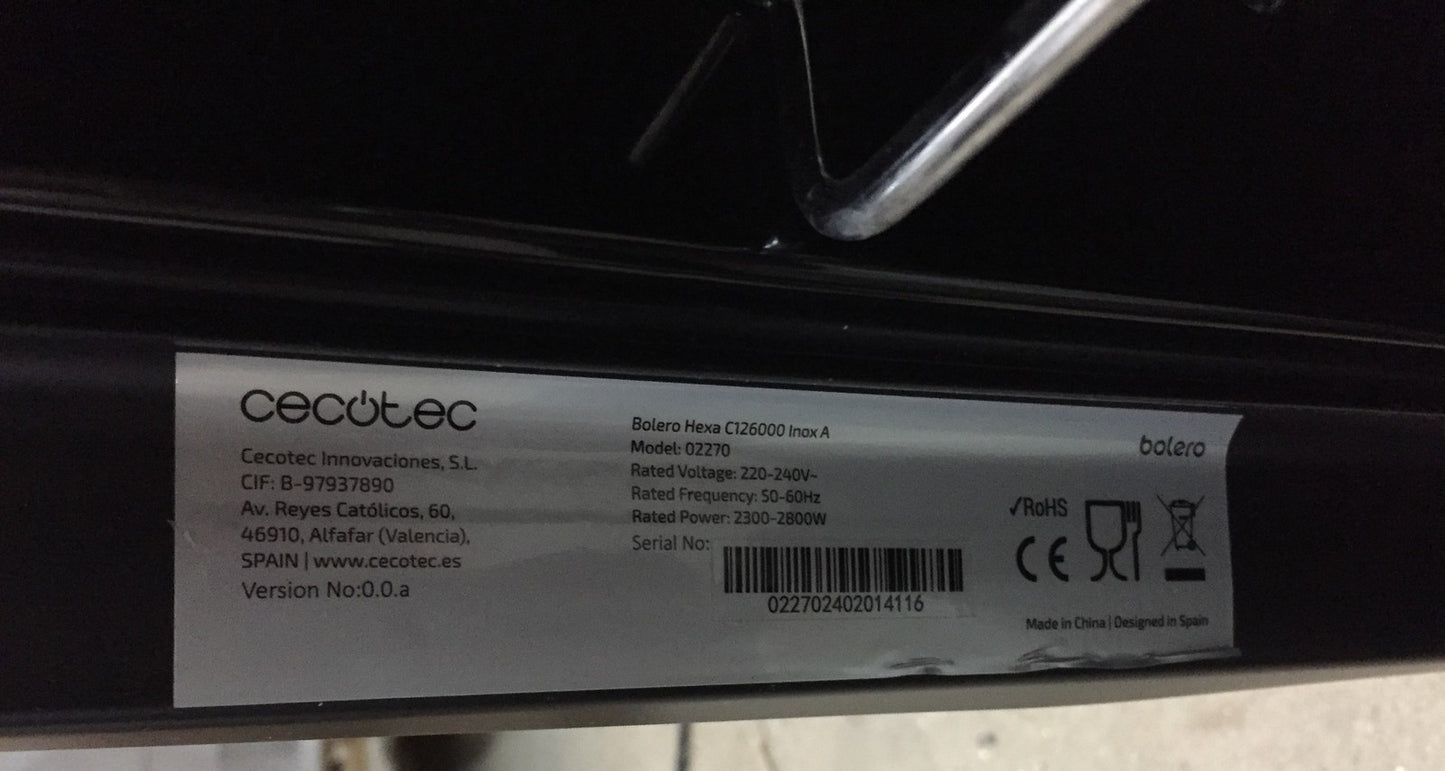 cecotec
Cecotec Innovaciones, S.L.
CIF: B-97937890
Av. Reyes Católicos, 60,
46910, Alfafar (Valencia),
SPAIN | www.cecotec.es
Version No:0.0.a
Bolero Hexa C126000 Inox A
Model: 02270
Rated Voltage: 220-240V~
Rated Frequency: 50-60Hz
Rated Power: 2300-2800W
Serial No:
022702402014116
bolero
✓RoHS
CE
Made in China | Designed in Spain